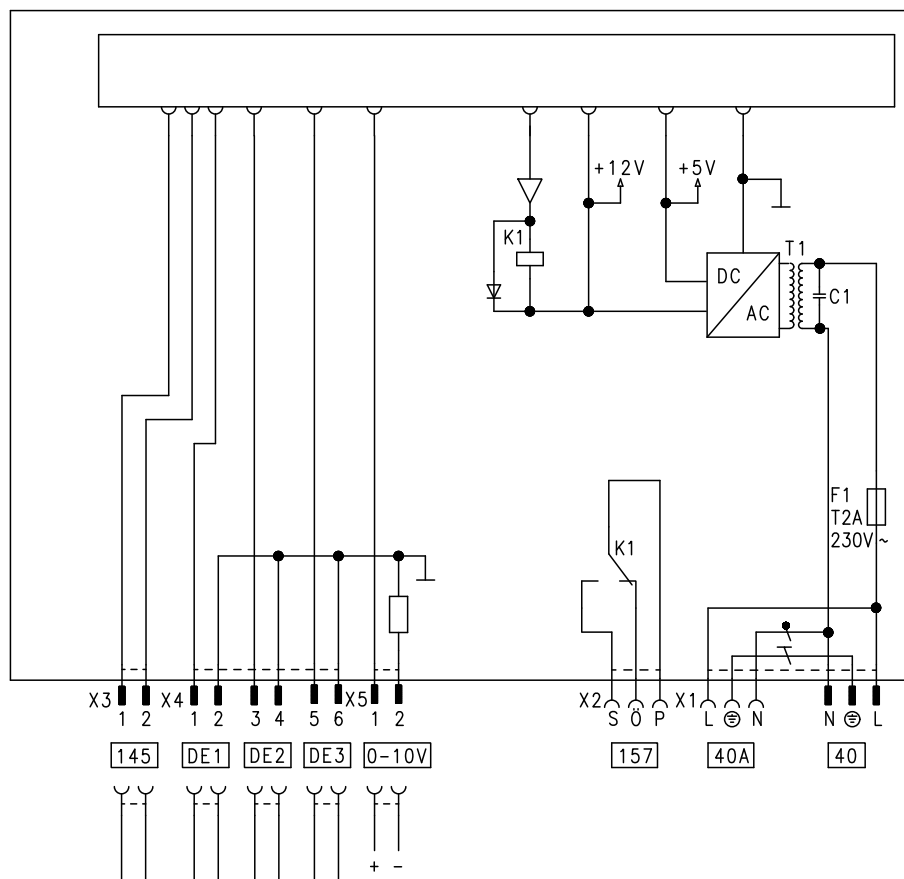 +12V +5V
K1
T1
DC
AC
C1
F1
T2A
230V~
K1
X3 X4 X5 X2 X1
1 2 1 2 3 4 5 6 1 2 S Ö P L N N L
145 DE1 DE2 DE3 0-10V 157 40A 40
+ -